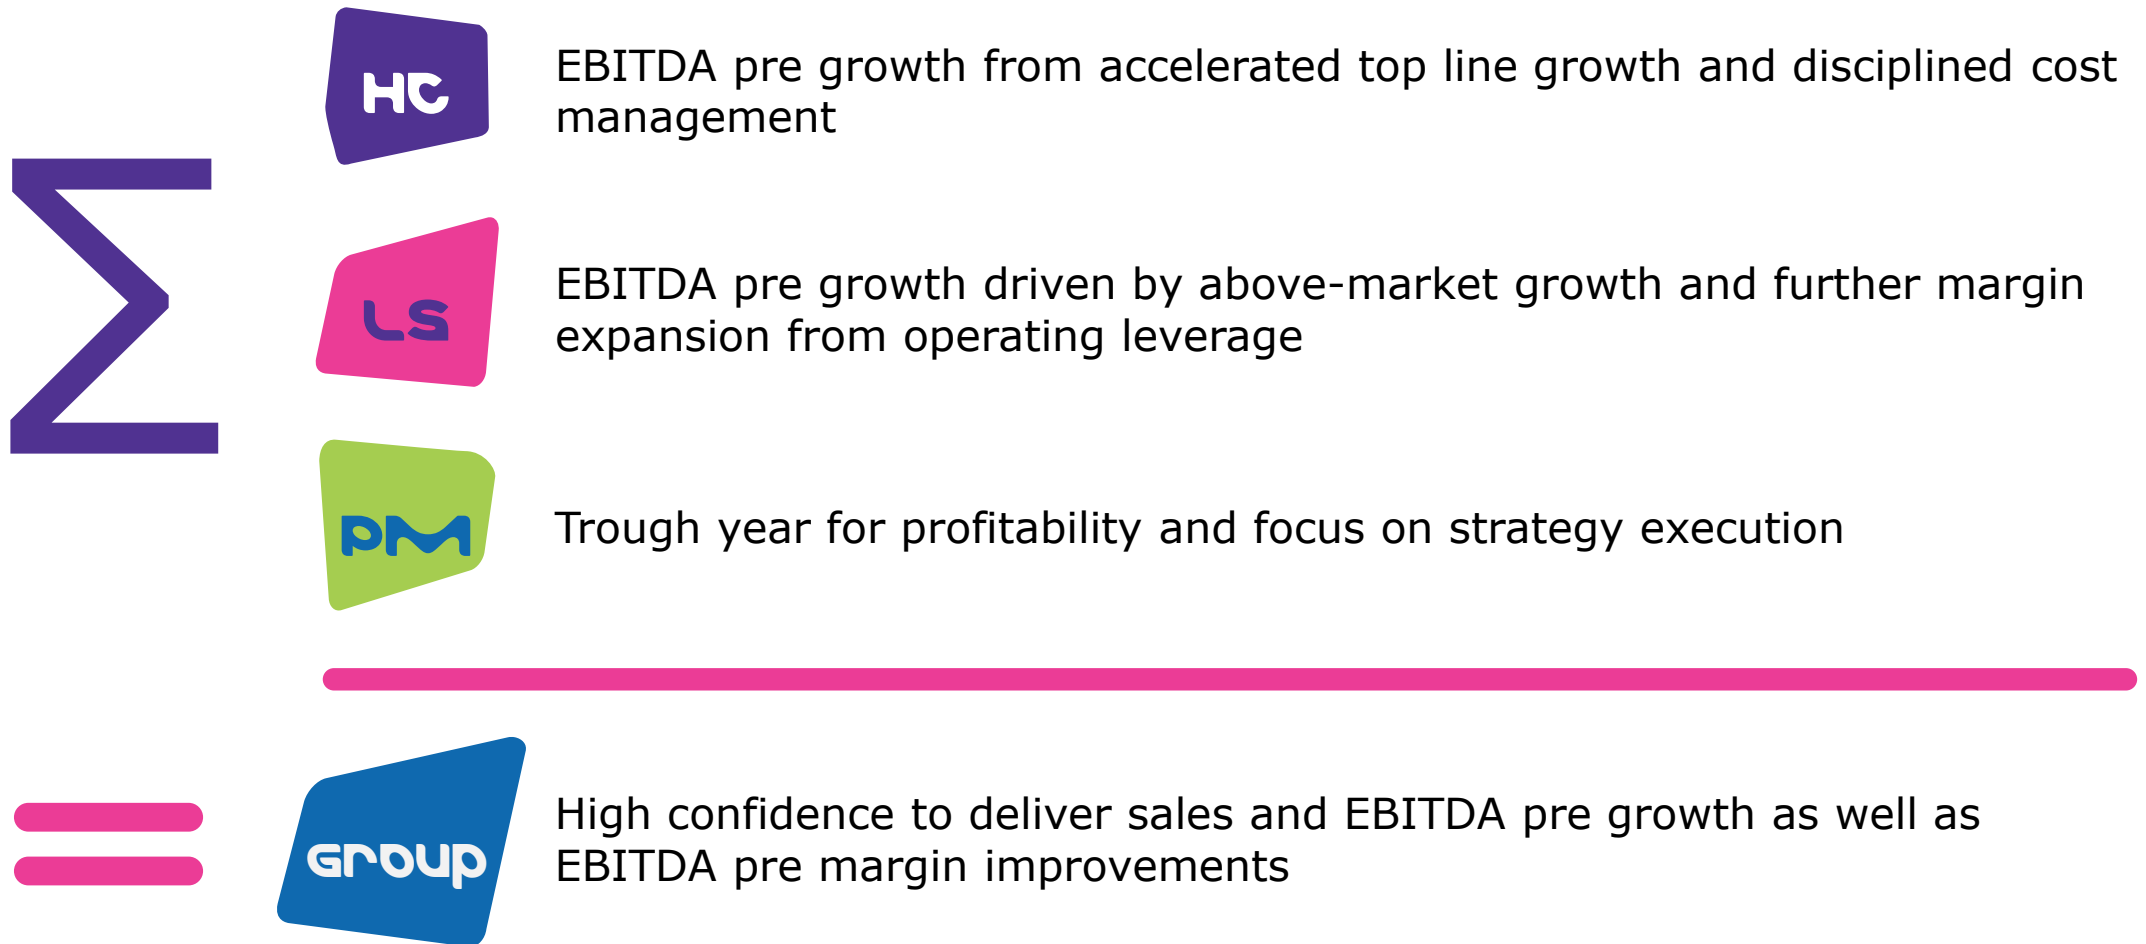 HC
EBITDA pre growth from accelerated top line growth and disciplined cost
management
Σ
LS
EBITDA pre growth driven by above-market growth and further margin
expansion from operating leverage
PM
Trough year for profitability and focus on strategy execution
=
GROUP
High confidence to deliver sales and EBITDA pre growth as well as
EBITDA pre margin improvements